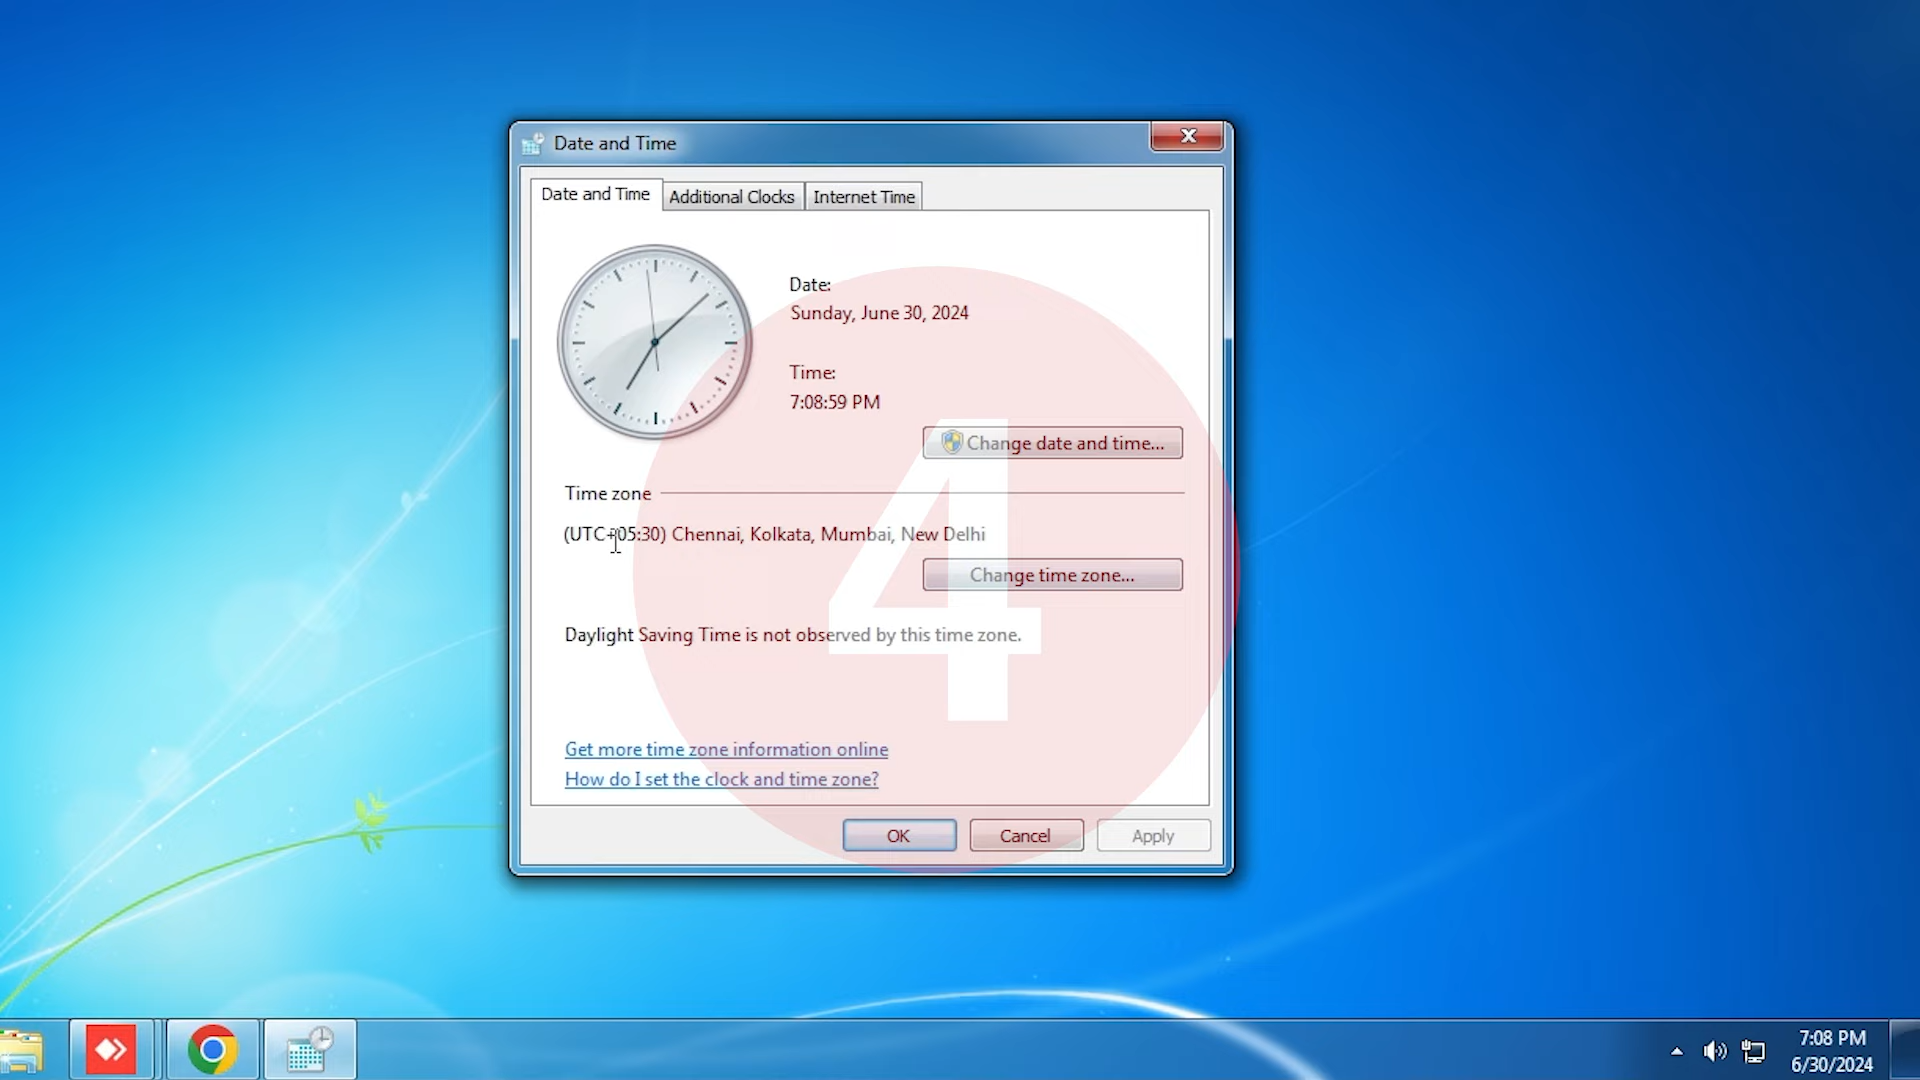 Date and Time
Date and Time
Additional Clocks
Internet Time
Date:
Sunday, June 30, 2024
Time:
7:08:59 PM
Change date and time...
Time zone
(UTC+05:30) Chennai, Kolkata, Mumbai, New Delhi
Change time zone...
Daylight Saving Time is not observed by this time zone.
4
Get more time zone information online
How do I set the clock and time zone?
OK
Cancel
Apply
7:08 PM
6/30/2024